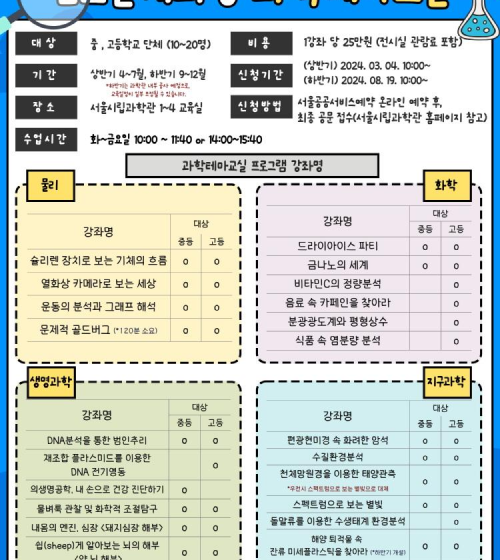 대상
중, 고등학교 단체 (10~20명)
비용
1강좌 당 25만원 (전시실 관람료 포함)
기간
상반기 4~7월, 하반기 9~12월
신청기간
(상반기) 2024. 03. 04. 10:00~
(하반기) 2024. 08. 19. 10:00~
장소
서울시립과학관 1~4 교육실
신청방법
서울공공서비스예약 온라인 예약 후,
최종 공문 접수(서울시립과학관 홈페이지 참고)
수업시간
화~금요일 10:00 ~ 11:40 or 14:00~15:40
과학테마교실 프로그램 강좌명
물리
강좌명 대상
중등 고등
슐리렌 장치로 보는 기체의 흐름 o o
열화상 카메라로 보는 세상 o o
운동의 분석과 그래프 해석 o o
문제적 골드버그 (*120분 소요) o o
화학
강좌명 대상
중등 고등
드라이아이스 파티 o o
금나노의 세계 o o
비타민C의 정량분석 o
음료 속 카페인을 찾아라 o
분광광도계와 평형상수 o
식품 속 염분량 분석 o
생명과학
강좌명 대상
중등 고등
DNA분석을 통한 범인추리 o o
재조합 플라스미드를 이용한
DNA 전기영동 o
의생명공학, 내 손으로 건강 진단하기 o
물벼룩 관찰 및 화학적 조절탐구 o o
내몸의 엔진, 심장 <돼지심장 해부> o o
쉽(sheep)게 알아보는 뇌의 해부
<양 뇌 해부> o o
지구과학
강좌명 대상
중등 고등
편광현미경 속 화려한 암석 o o
수질환경분석 o o
천체망원경을 이용한 태양관측
*우천시 스펙트럼으로 보는 별빛으로 대체 o o
스펙트럼으로 보는 별빛 o o
돌말류를 이용한 수생태계 환경분석 o
해양 퇴적물 속
잔류 미세플라스틱을 찾아라 (*하반기 개설) o o